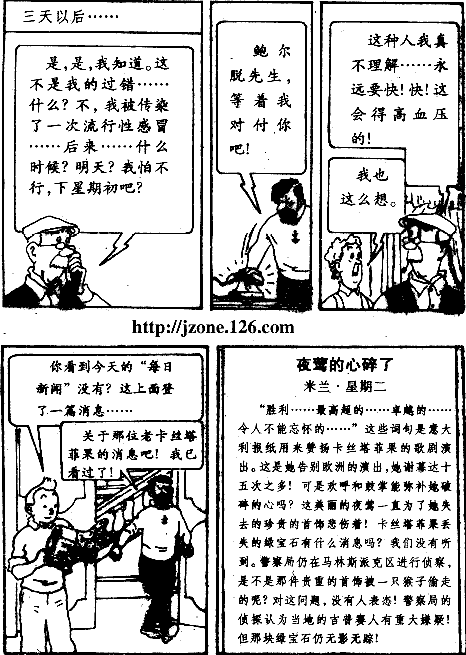 三天以后……
是,是,我知道。这
不是我的过错……
什么?不,我被传染
了一次流行性感冒
……后来……什么
时候?明天?我怕不
行,下星期初吧?
鲍尔
脱先生,
等着我
对付你
吧!
这种人我真
不理解……永
远要快!快!这
会得高血压
的!
我也
这么想。
http://jzone.126.com
你看到今天的“每日
新闻”没有?这上面登
了一篇消息……
关于那位老卡丝塔
菲果的消息吧!我已
看过了!
夜莺的心碎了
米兰·星期二
“胜利……最高超的……卓越的……
令人不能忘怀的……”这些词句是意大
利报纸用来赞扬卡丝塔菲果的歌剧演
出。这是她告别欧洲的演出,她谢幕达十
五次之多!可是欢呼和鼓掌能弥补她破
碎的心吗?这美丽的夜莺一直为了她失
去的珍贵的首饰悲伤着!卡丝塔菲果丢
失的绿宝石有什么消息吗?我们没有听
到。警察局仍在马林斯派克区进行侦察,
是不是那件贵重的首饰被一只猴子偷走
的呢?对这问题,没有人表态!警察局的
侦探认为当地的吉普赛人有重大嫌疑!
但那块绿宝石仍无影无踪!